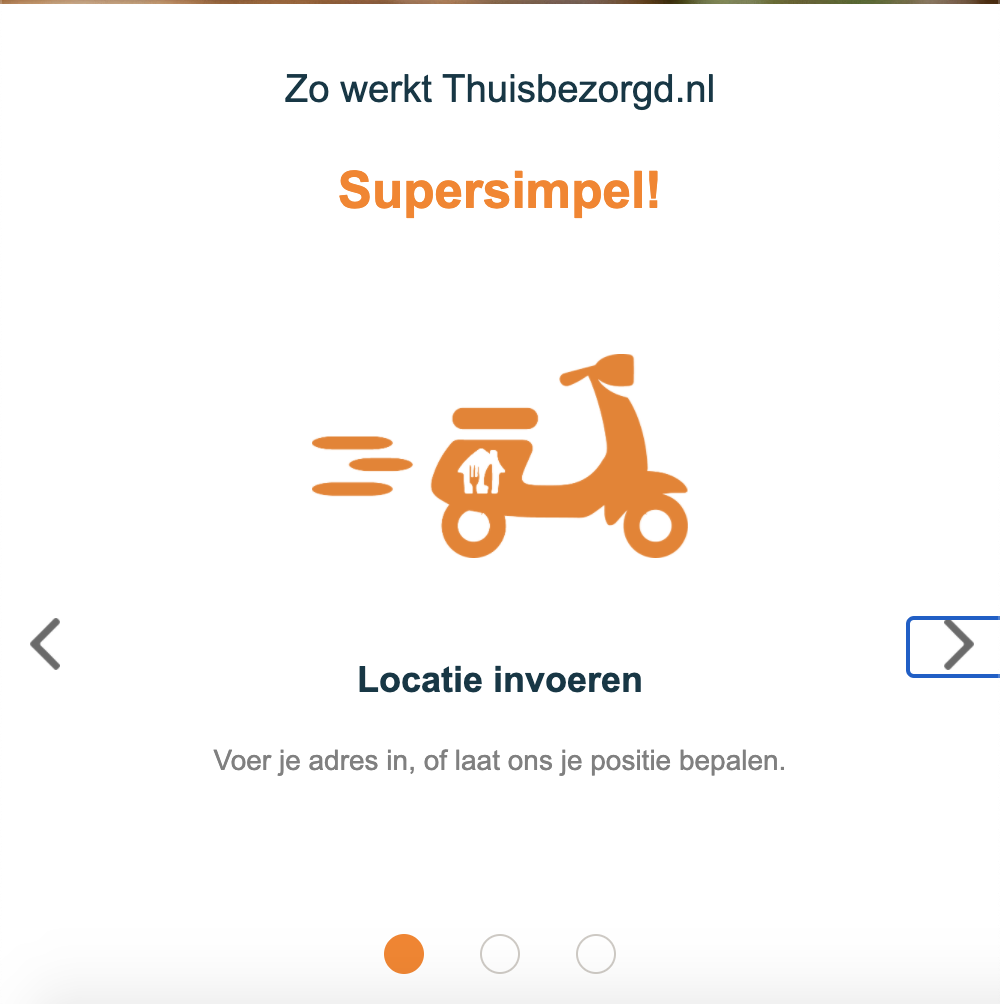 Zo werkt Thuisbezorgd.nl
Supersimpel!
Locatie invoeren
Voer je adres in, of laat ons je positie bepalen.